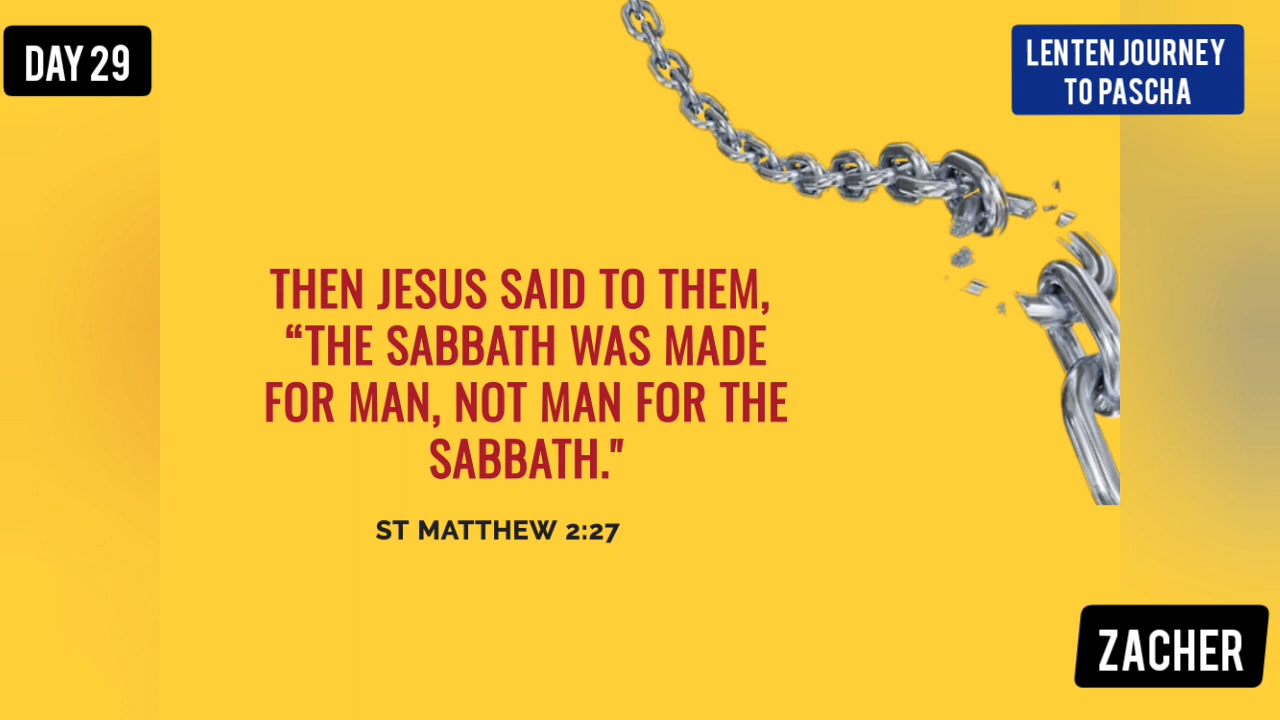 DAY 29
LENTEN JOURNEY
TO PASCHA
THEN JESUS SAID TO THEM,
“THE SABBATH WAS MADE
FOR MAN, NOT MAN FOR THE
SABBATH."
ST MATTHEW 2:27
ZACHER